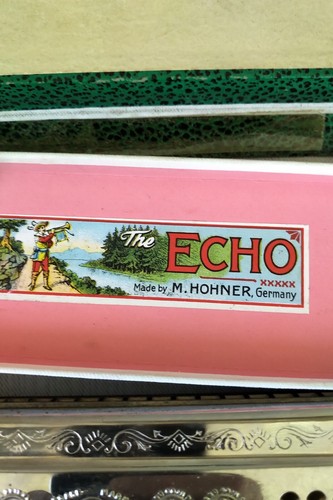 The ECHO
xxxxx
Made by M. HOHNER, Germany